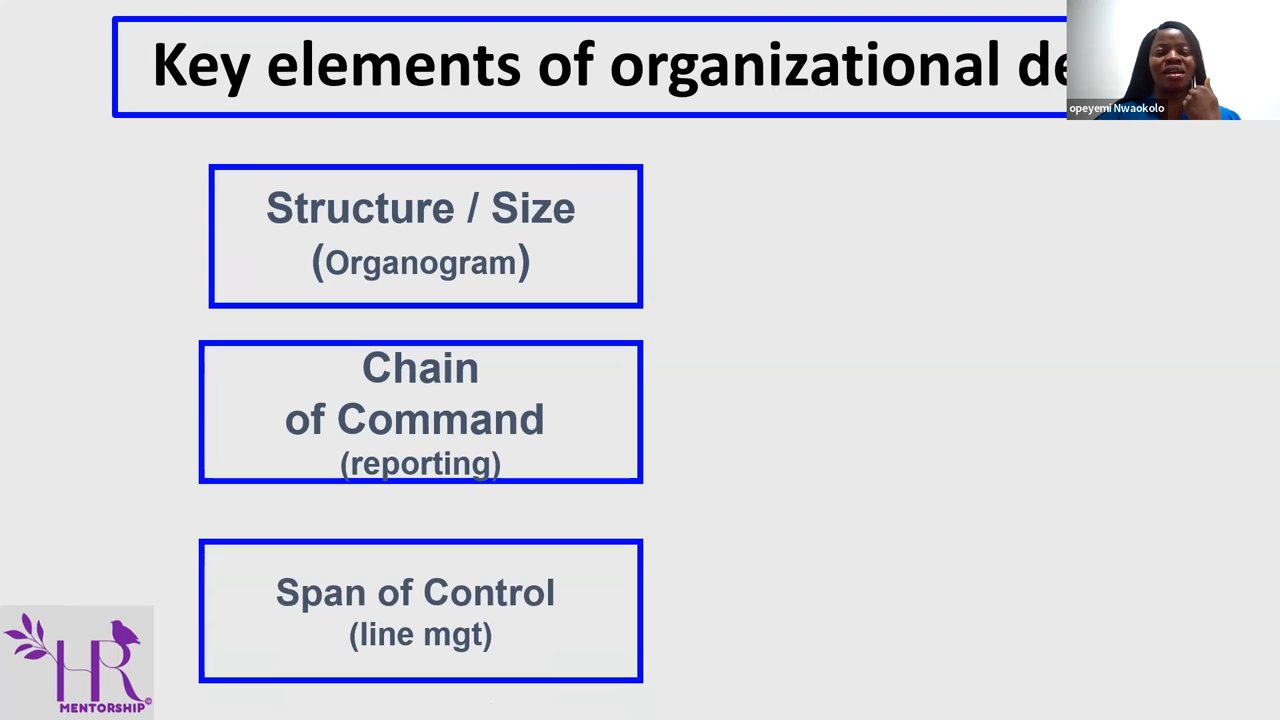 Key elements of organizational de
opeyemi Nwaokolo
Structure / Size
(Organogram)
Chain
of Command
(reporting)
Span of Control
(line mgt)
HR
MENTORSHIP